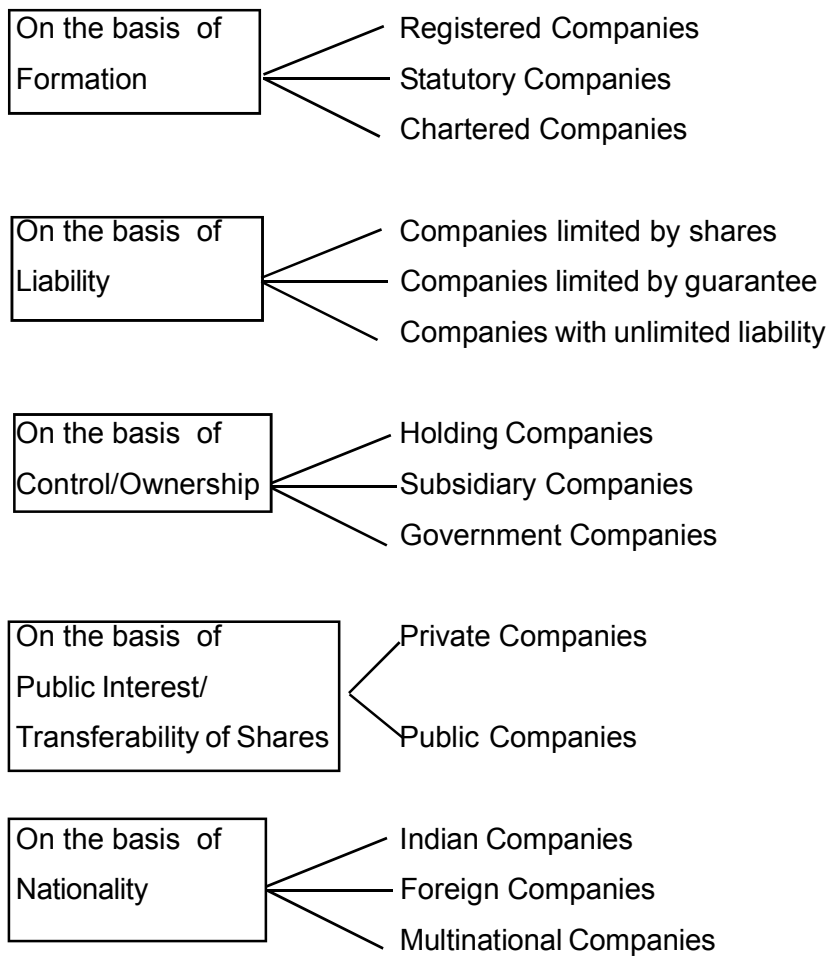 On the basis of Registered Companies
Formation Statutory Companies
Chartered Companies
On the basis of Companies limited by shares
Liability Companies limited by guarantee
Companies with unlimited liability
On the basis of Holding Companies
Control/Ownership Subsidiary Companies
Government Companies
On the basis of Private Companies
Public Interest/
Transferability of Shares Public Companies
On the basis of Indian Companies
Nationality Foreign Companies
Multinational Companies